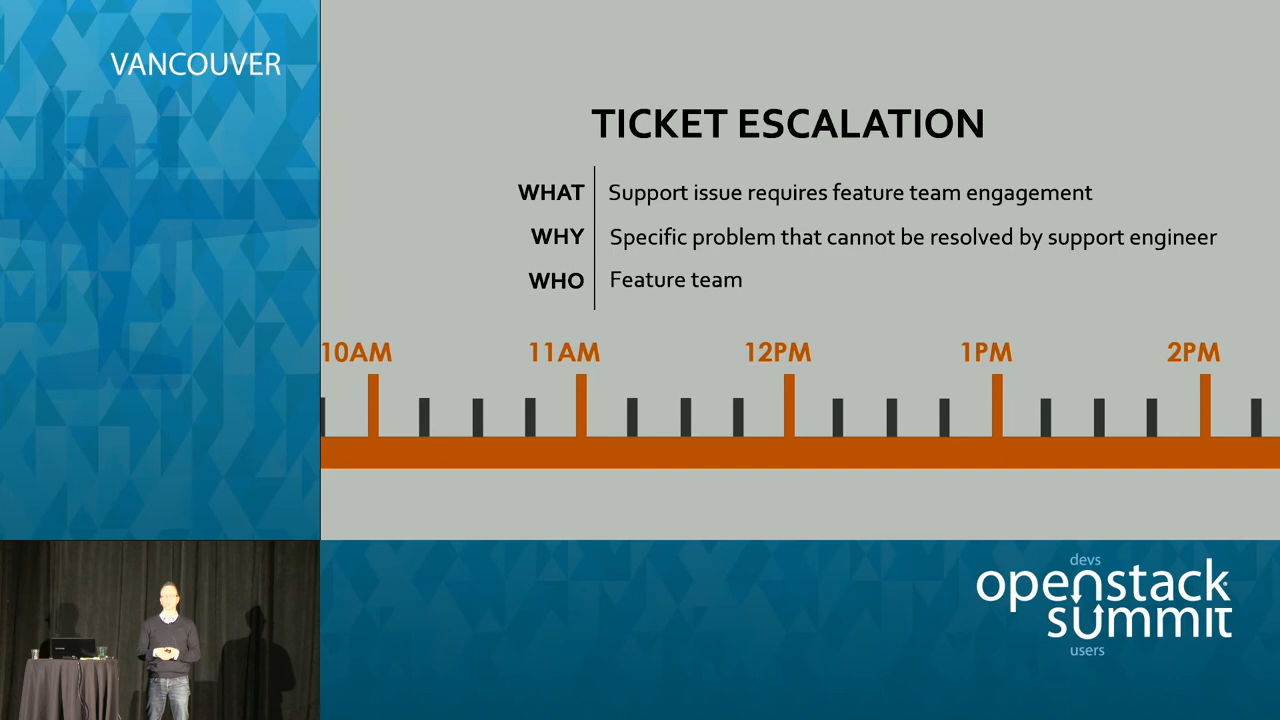 VANCOUVER
TICKET ESCALATION
WHAT Support issue requires feature team engagement
WHY Specific problem that cannot be resolved by support engineer
WHO Feature team
10AM 11AM 12PM 1PM 2PM
devs
openstack
summit
users